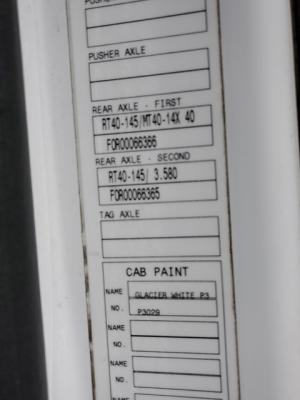 PUSHER AXLE
REAR AXLE - FIRST
RT40-145/MT40-14X 40
FOR00066366
REAR AXLE - SECOND
RT40-145/ 3.580
FOR00066365
TAG AXLE
CAB PAINT
NAME GLACIER WHITE P3
NO. P3029
NAME
NO.
NAME
NO.
NAME